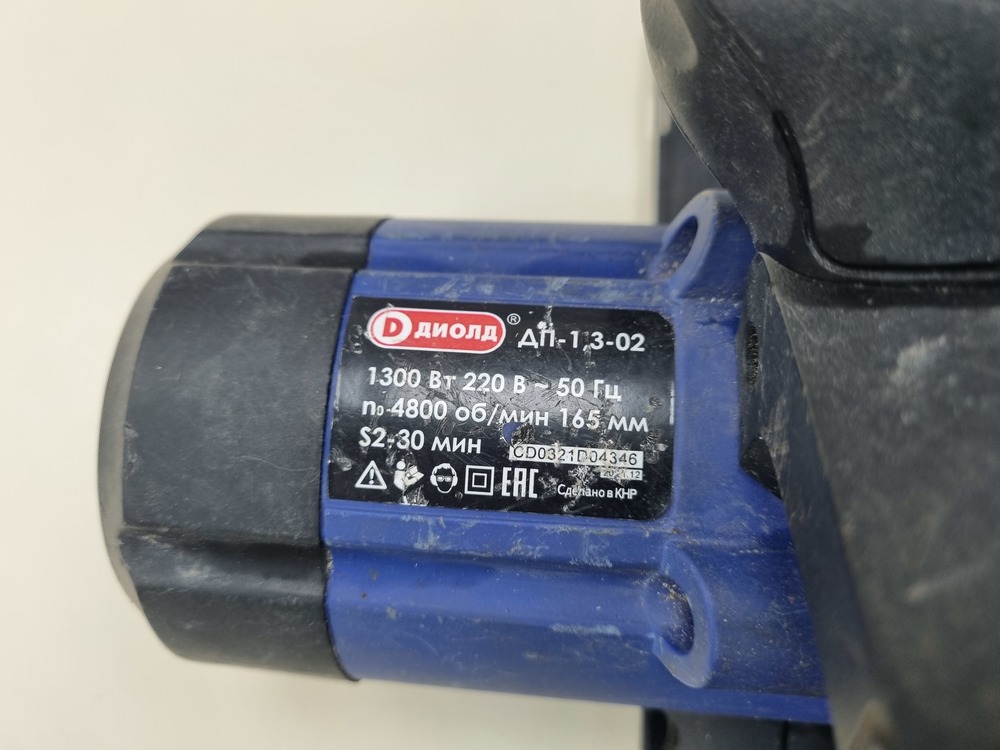 D ДИОЛД® ДП-1,3-02
1300 Вт 220 В ~ 50 Гц
n₀ 4800 об/мин 165 мм
S2-30 мин
CD0321D04346
EAC Сделано в КНР